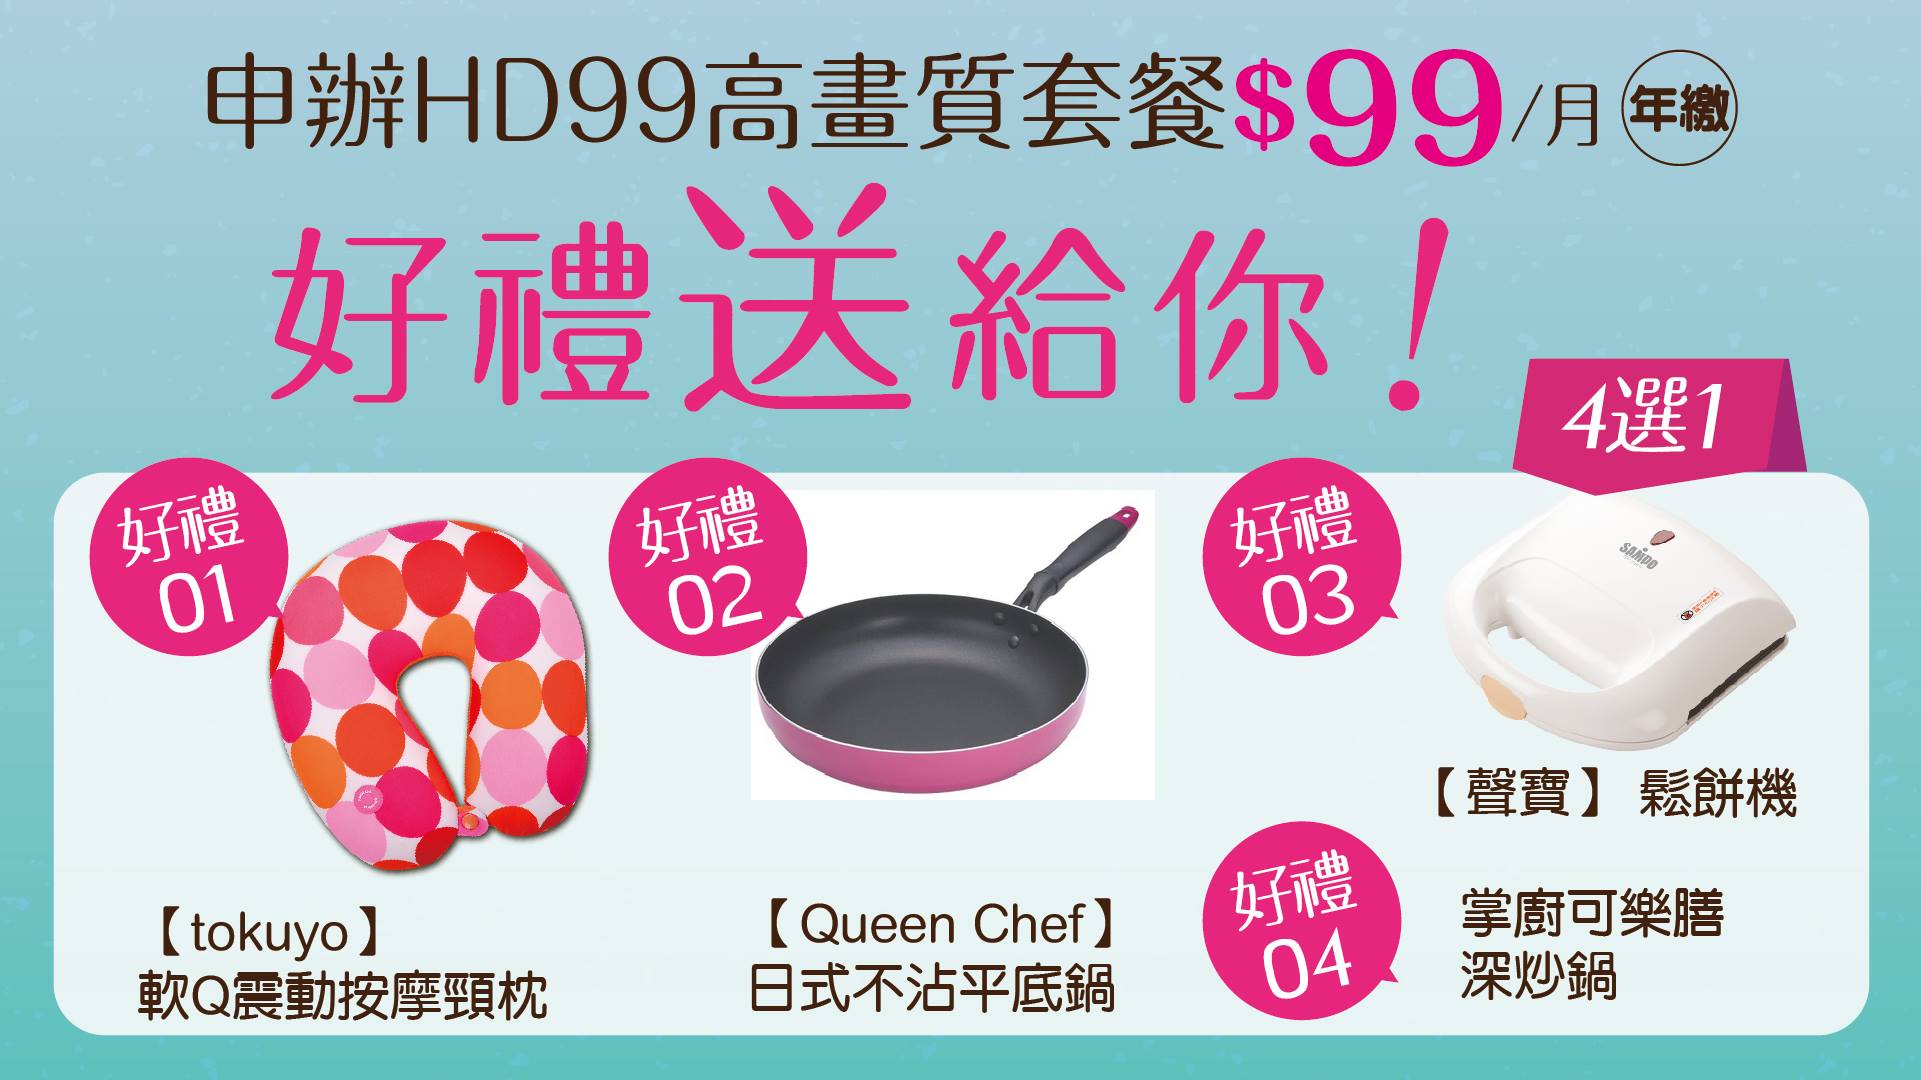 申辦HD99高畫質套餐$99/月 年繳
好禮送給你！
4選1
好禮
01
【tokuyo】
軟Q震動按摩頸枕
好禮
02
【Queen Chef】
日式不沾平底鍋
好禮
03
SAMPO
【聲寶】 鬆餅機
好禮
04
掌廚可樂膳
深炒鍋